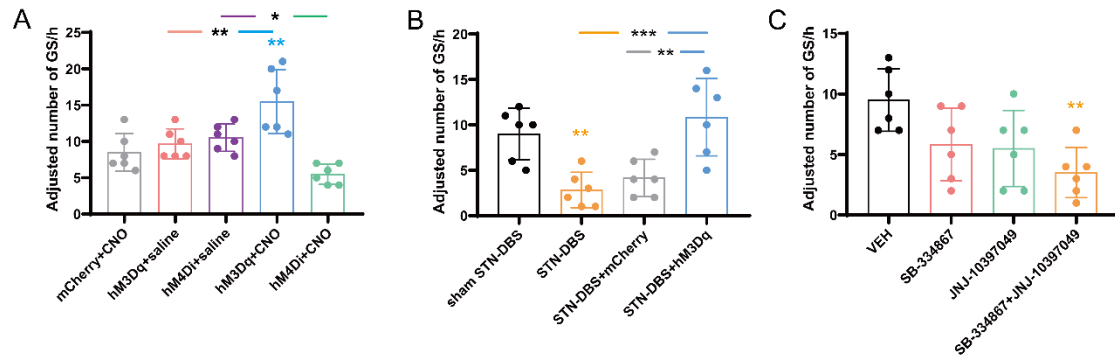 A
Adjusted number of GS/h
25
20
15
10
5
0
**
*
**
mCherry+CNO
hM3Dq+saline
hM4Di+saline
hM3Dq+CNO
hM4Di+CNO
B
Adjusted number of GS/h
20
15
10
5
0
***
**
**
sham STN-DBS
STN-DBS
STN-DBS+mCherry
STN-DBS+hM3Dq
C
Adjusted number of GS/h
15
10
5
0
**
VEH
SB-334867
JNJ-10397049
SB-334867+JNJ-10397049